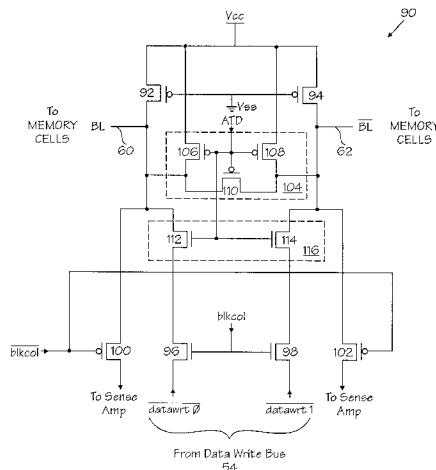 90
Vcc
92
94
To
MEMORY
CELLS
BL
60
Vss
ATD
BL
62
To
MEMORY
CELLS
106
108
110
104
112
114
116
blkcol
blkcol
100
96
98
102
To Sense
Amp
datawrt 0
datawrt 1
To Sense
Amp
From Data Write Bus
54